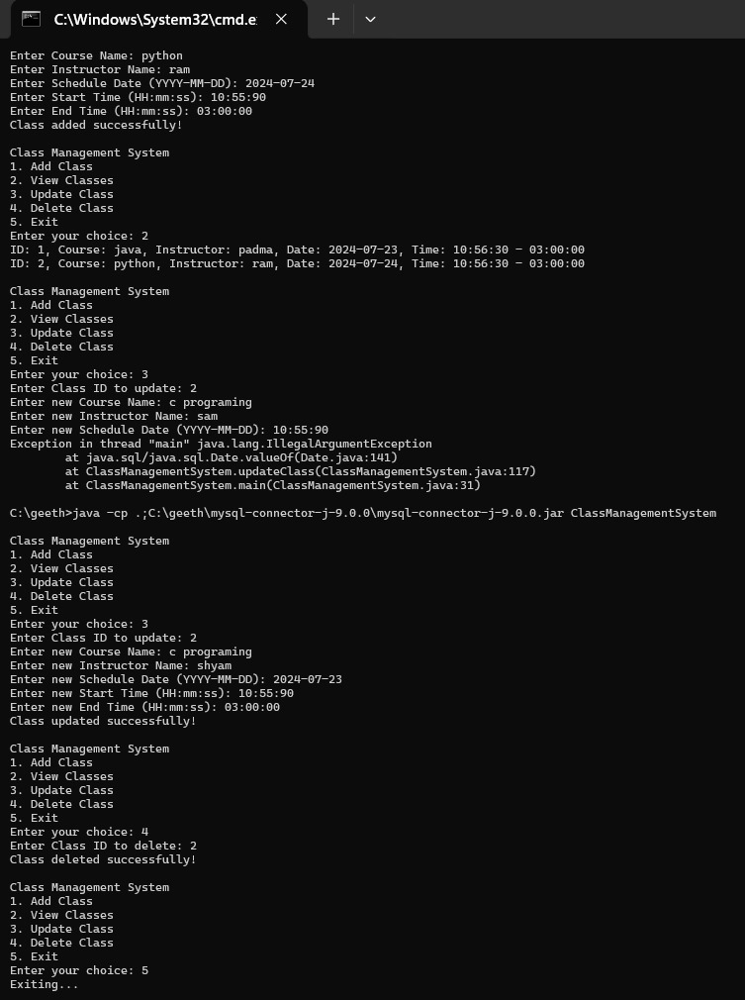 C:\Windows\System32\cmd.e
Enter Course Name: python
Enter Instructor Name: ram
Enter Schedule Date (YYYY-MM-DD): 2024-07-24
Enter Start Time (HH:mm:ss): 10:55:90
Enter End Time (HH:mm:ss): 03:00:00
Class added successfully!

Class Management System
1. Add Class
2. View Classes
3. Update Class
4. Delete Class
5. Exit
Enter your choice: 2
ID: 1, Course: java, Instructor: padma, Date: 2024-07-23, Time: 10:56:30 - 03:00:00
ID: 2, Course: python, Instructor: ram, Date: 2024-07-24, Time: 10:56:30 - 03:00:00

Class Management System
1. Add Class
2. View Classes
3. Update Class
4. Delete Class
5. Exit
Enter your choice: 3
Enter Class ID to update: 2
Enter new Course Name: c programing
Enter new Instructor Name: sam
Enter new Schedule Date (YYYY-MM-DD): 10:55:90
Exception in thread "main" java.lang.IllegalArgumentException
        at java.sql/java.sql.Date.valueOf(Date.java:141)
        at ClassManagementSystem.updateClass(ClassManagementSystem.java:117)
        at ClassManagementSystem.main(ClassManagementSystem.java:31)

C:\geeth>java -cp .;C:\geeth\mysql-connector-j-9.0.0\mysql-connector-j-9.0.0.jar ClassManagementSystem

Class Management System
1. Add Class
2. View Classes
3. Update Class
4. Delete Class
5. Exit
Enter your choice: 3
Enter Class ID to update: 2
Enter new Course Name: c programing
Enter new Instructor Name: shyam
Enter new Schedule Date (YYYY-MM-DD): 2024-07-23
Enter new Start Time (HH:mm:ss): 10:55:90
Enter new End Time (HH:mm:ss): 03:00:00
Class updated successfully!

Class Management System
1. Add Class
2. View Classes
3. Update Class
4. Delete Class
5. Exit
Enter your choice: 4
Enter Class ID to delete: 2
Class deleted successfully!

Class Management System
1. Add Class
2. View Classes
3. Update Class
4. Delete Class
5. Exit
Enter your choice: 5
Exiting...